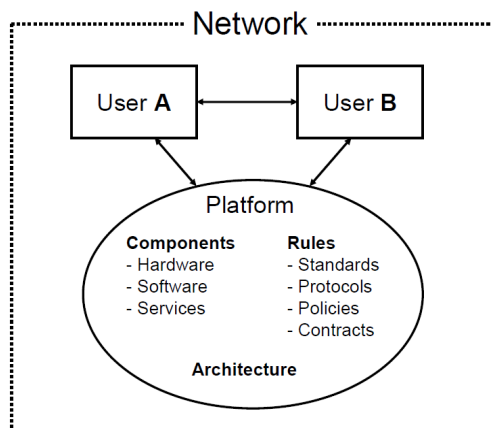 Network
User A
User B
Platform
Components
- Hardware
- Software
- Services
Rules
- Standards
- Protocols
- Policies
- Contracts
Architecture